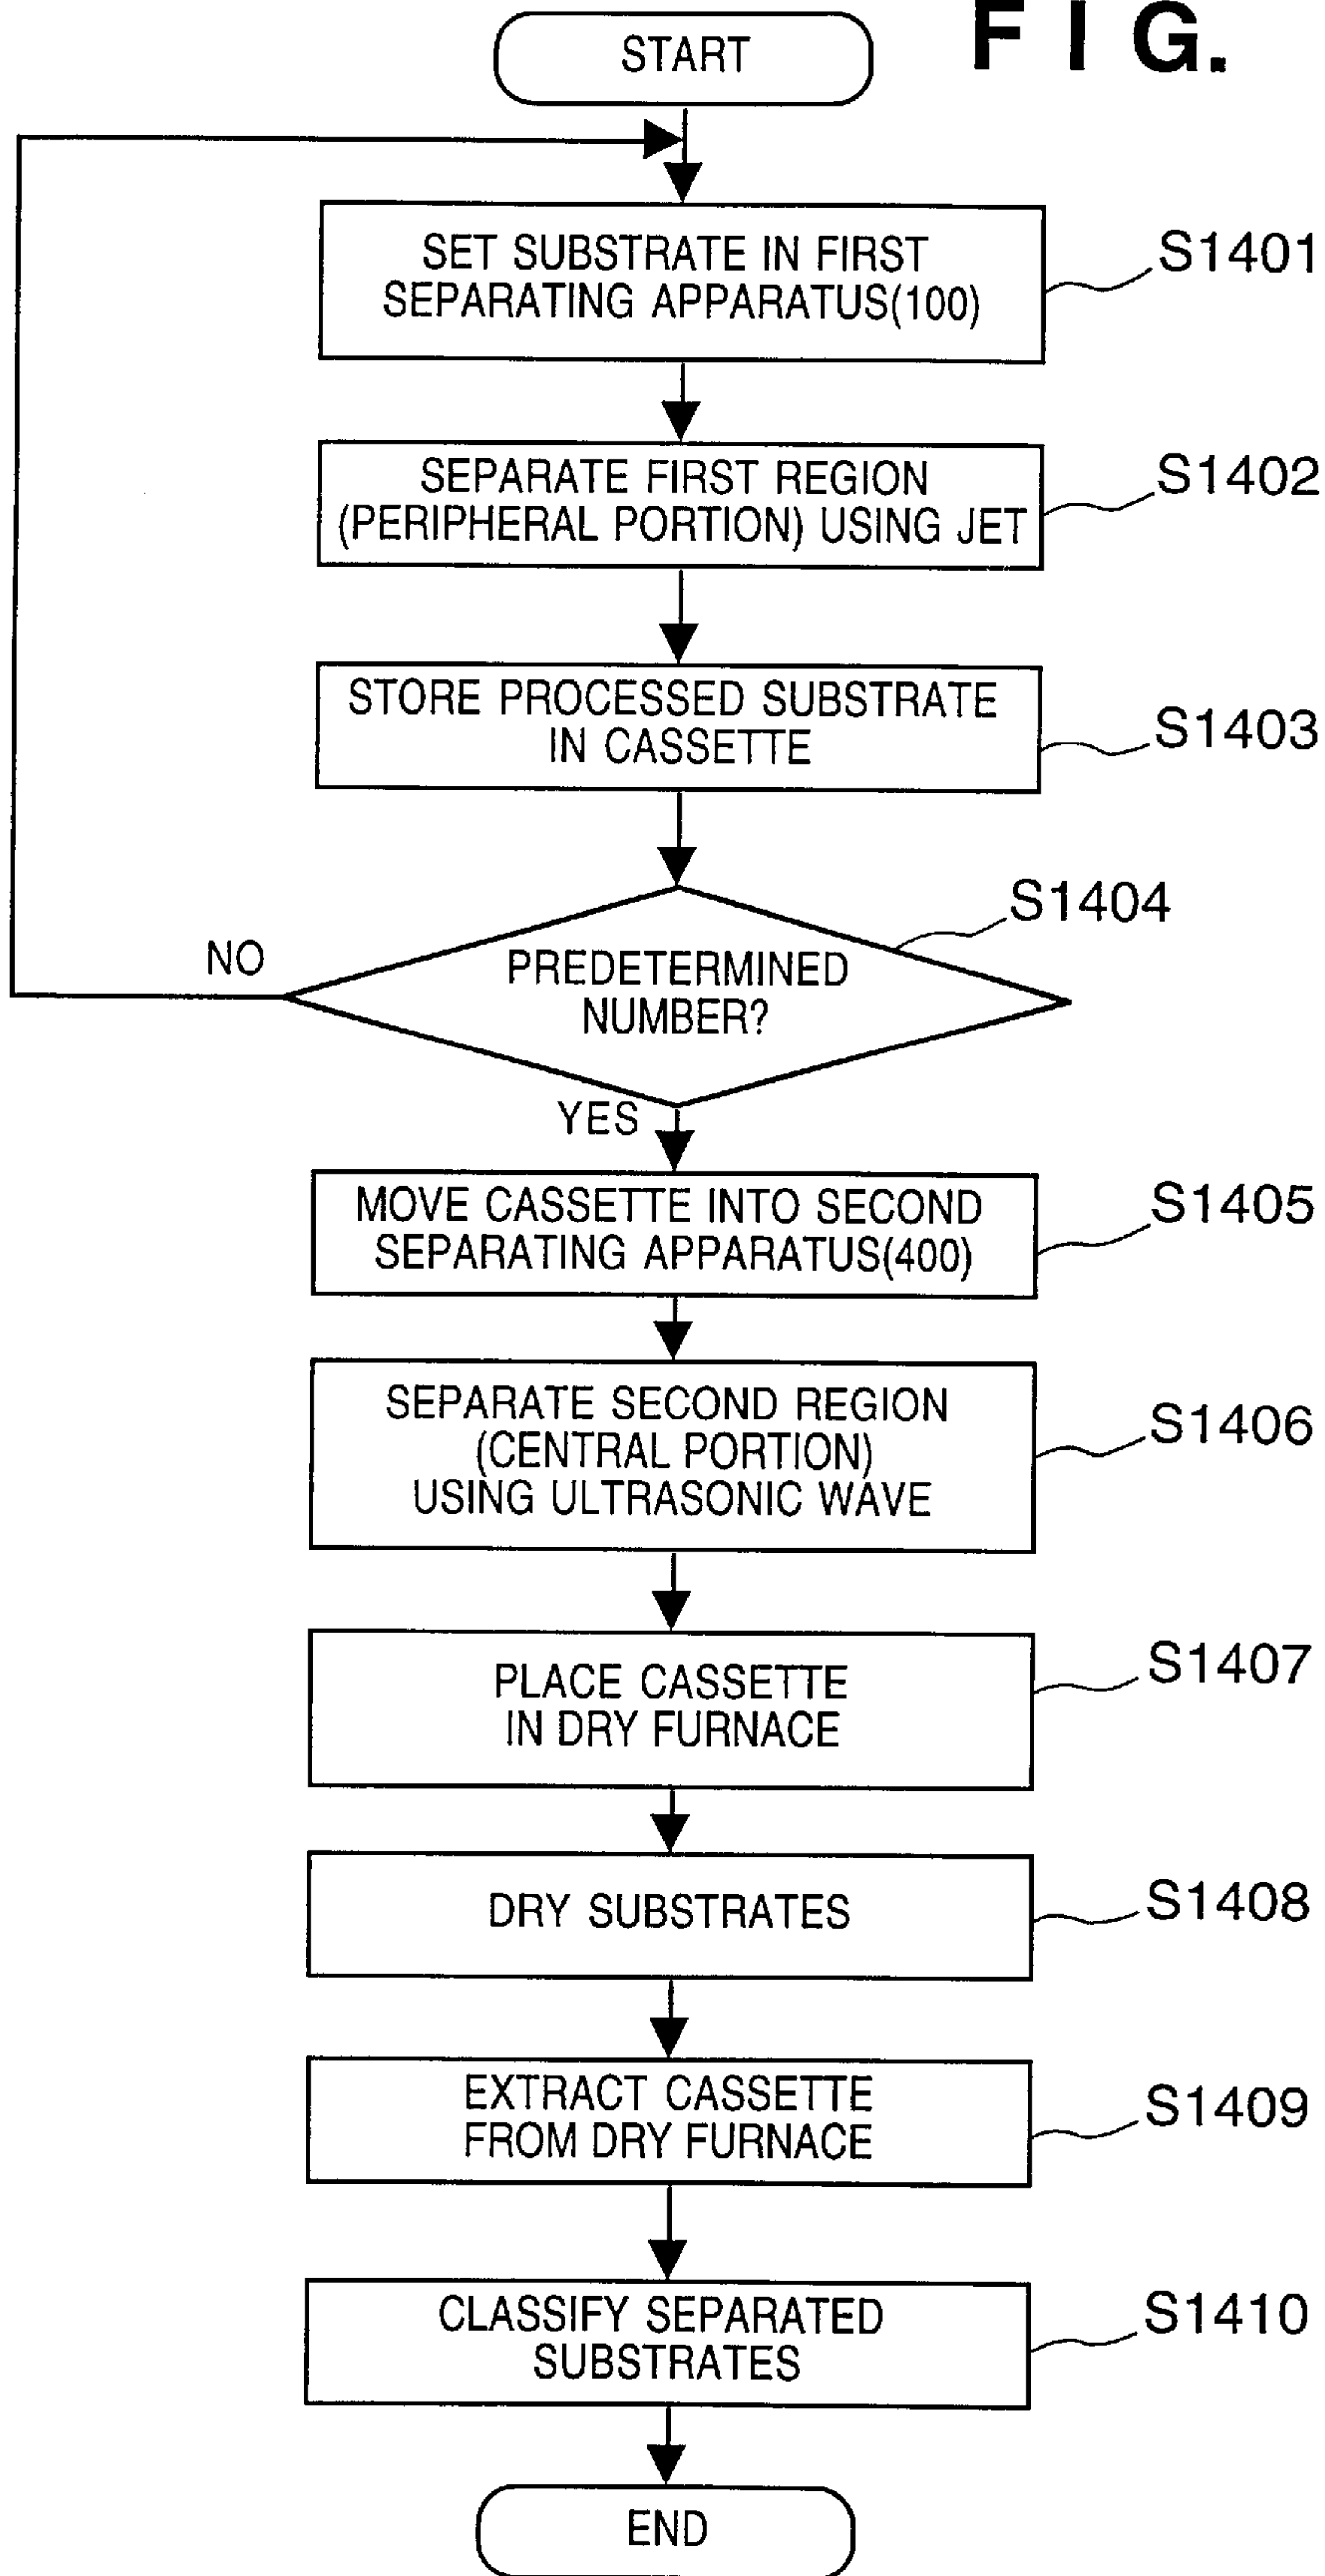 START
F I G.
SET SUBSTRATE IN FIRST
SEPARATING APPARATUS(100)
S1401
SEPARATE FIRST REGION
(PERIPHERAL PORTION) USING JET
S1402
STORE PROCESSED SUBSTRATE
IN CASSETTE
S1403
S1404
NO
PREDETERMINED
NUMBER?
YES
MOVE CASSETTE INTO SECOND
SEPARATING APPARATUS(400)
S1405
SEPARATE SECOND REGION
(CENTRAL PORTION)
USING ULTRASONIC WAVE
S1406
PLACE CASSETTE
IN DRY FURNACE
S1407
DRY SUBSTRATES
S1408
EXTRACT CASSETTE
FROM DRY FURNACE
S1409
CLASSIFY SEPARATED
SUBSTRATES
S1410
END